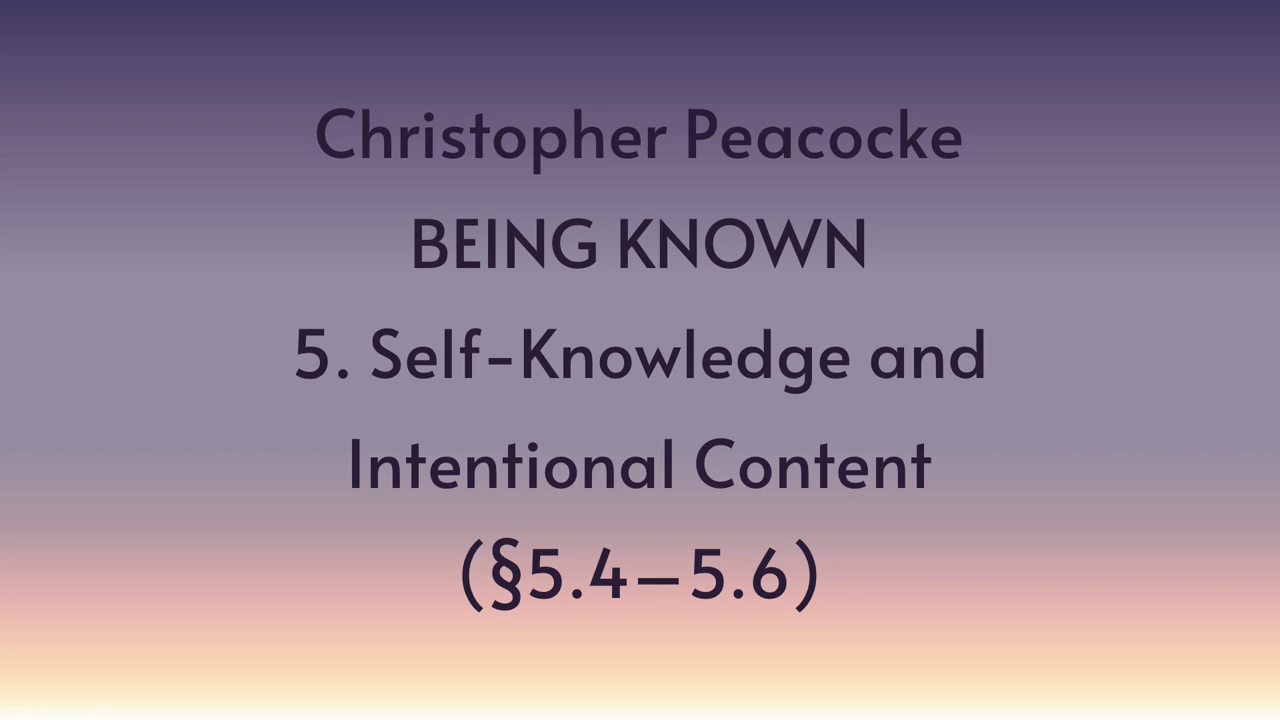 Christopher Peacocke
BEING KNOWN
5. Self-Knowledge and
Intentional Content
(§5.4–5.6)